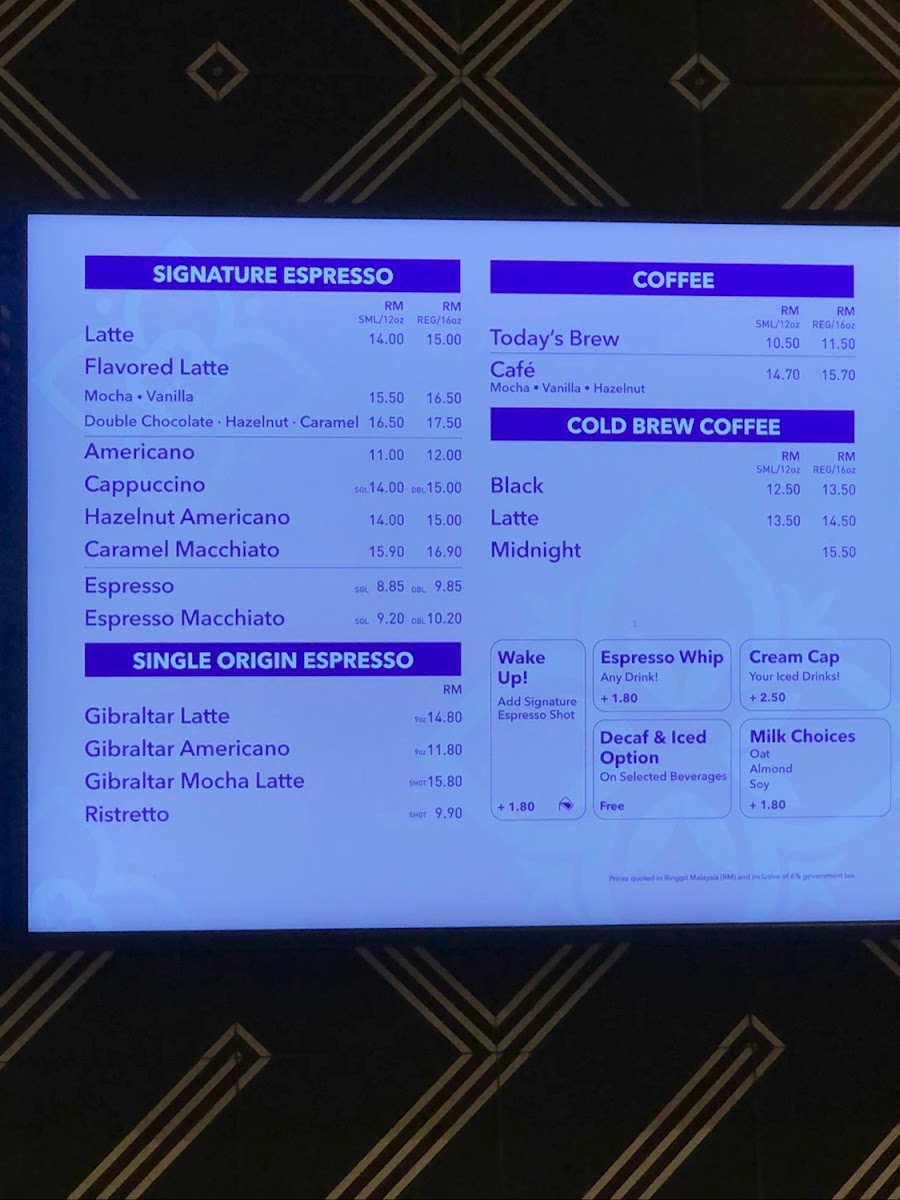 SIGNATURE ESPRESSO
RM RM
SML/12oz REG/16oz
Latte 14.00 15.00
Flavored Latte
Mocha • Vanilla 15.50 16.50
Double Chocolate · Hazelnut · Caramel 16.50 17.50
Americano 11.00 12.00
Cappuccino SGL 14.00 DBL 15.00
Hazelnut Americano 14.00 15.00
Caramel Macchiato 15.90 16.90
Espresso SGL 8.85 DBL 9.85
Espresso Macchiato SGL 9.20 DBL 10.20
SINGLE ORIGIN ESPRESSO
RM
Gibraltar Latte 9oz 14.80
Gibraltar Americano 9oz 11.80
Gibraltar Mocha Latte SHOT 15.80
Ristretto SHOT 9.90
COFFEE
RM RM
SML/12oz REG/16oz
Today's Brew 10.50 11.50
Café 14.70 15.70
Mocha • Vanilla • Hazelnut
COLD BREW COFFEE
RM RM
SML/12oz REG/16oz
Black 12.50 13.50
Latte 13.50 14.50
Midnight 15.50
Wake
Up!
Add Signature
Espresso Shot
+ 1.80
Espresso Whip
Any Drink!
+ 1.80
Cream Cap
Your Iced Drinks!
+ 2.50
Decaf & Iced
Option
On Selected Beverages
Free
Milk Choices
Oat
Almond
Soy
+ 1.80
Prices quoted in Ringgit Malaysia (RM) and inclusive of 6% government tax.